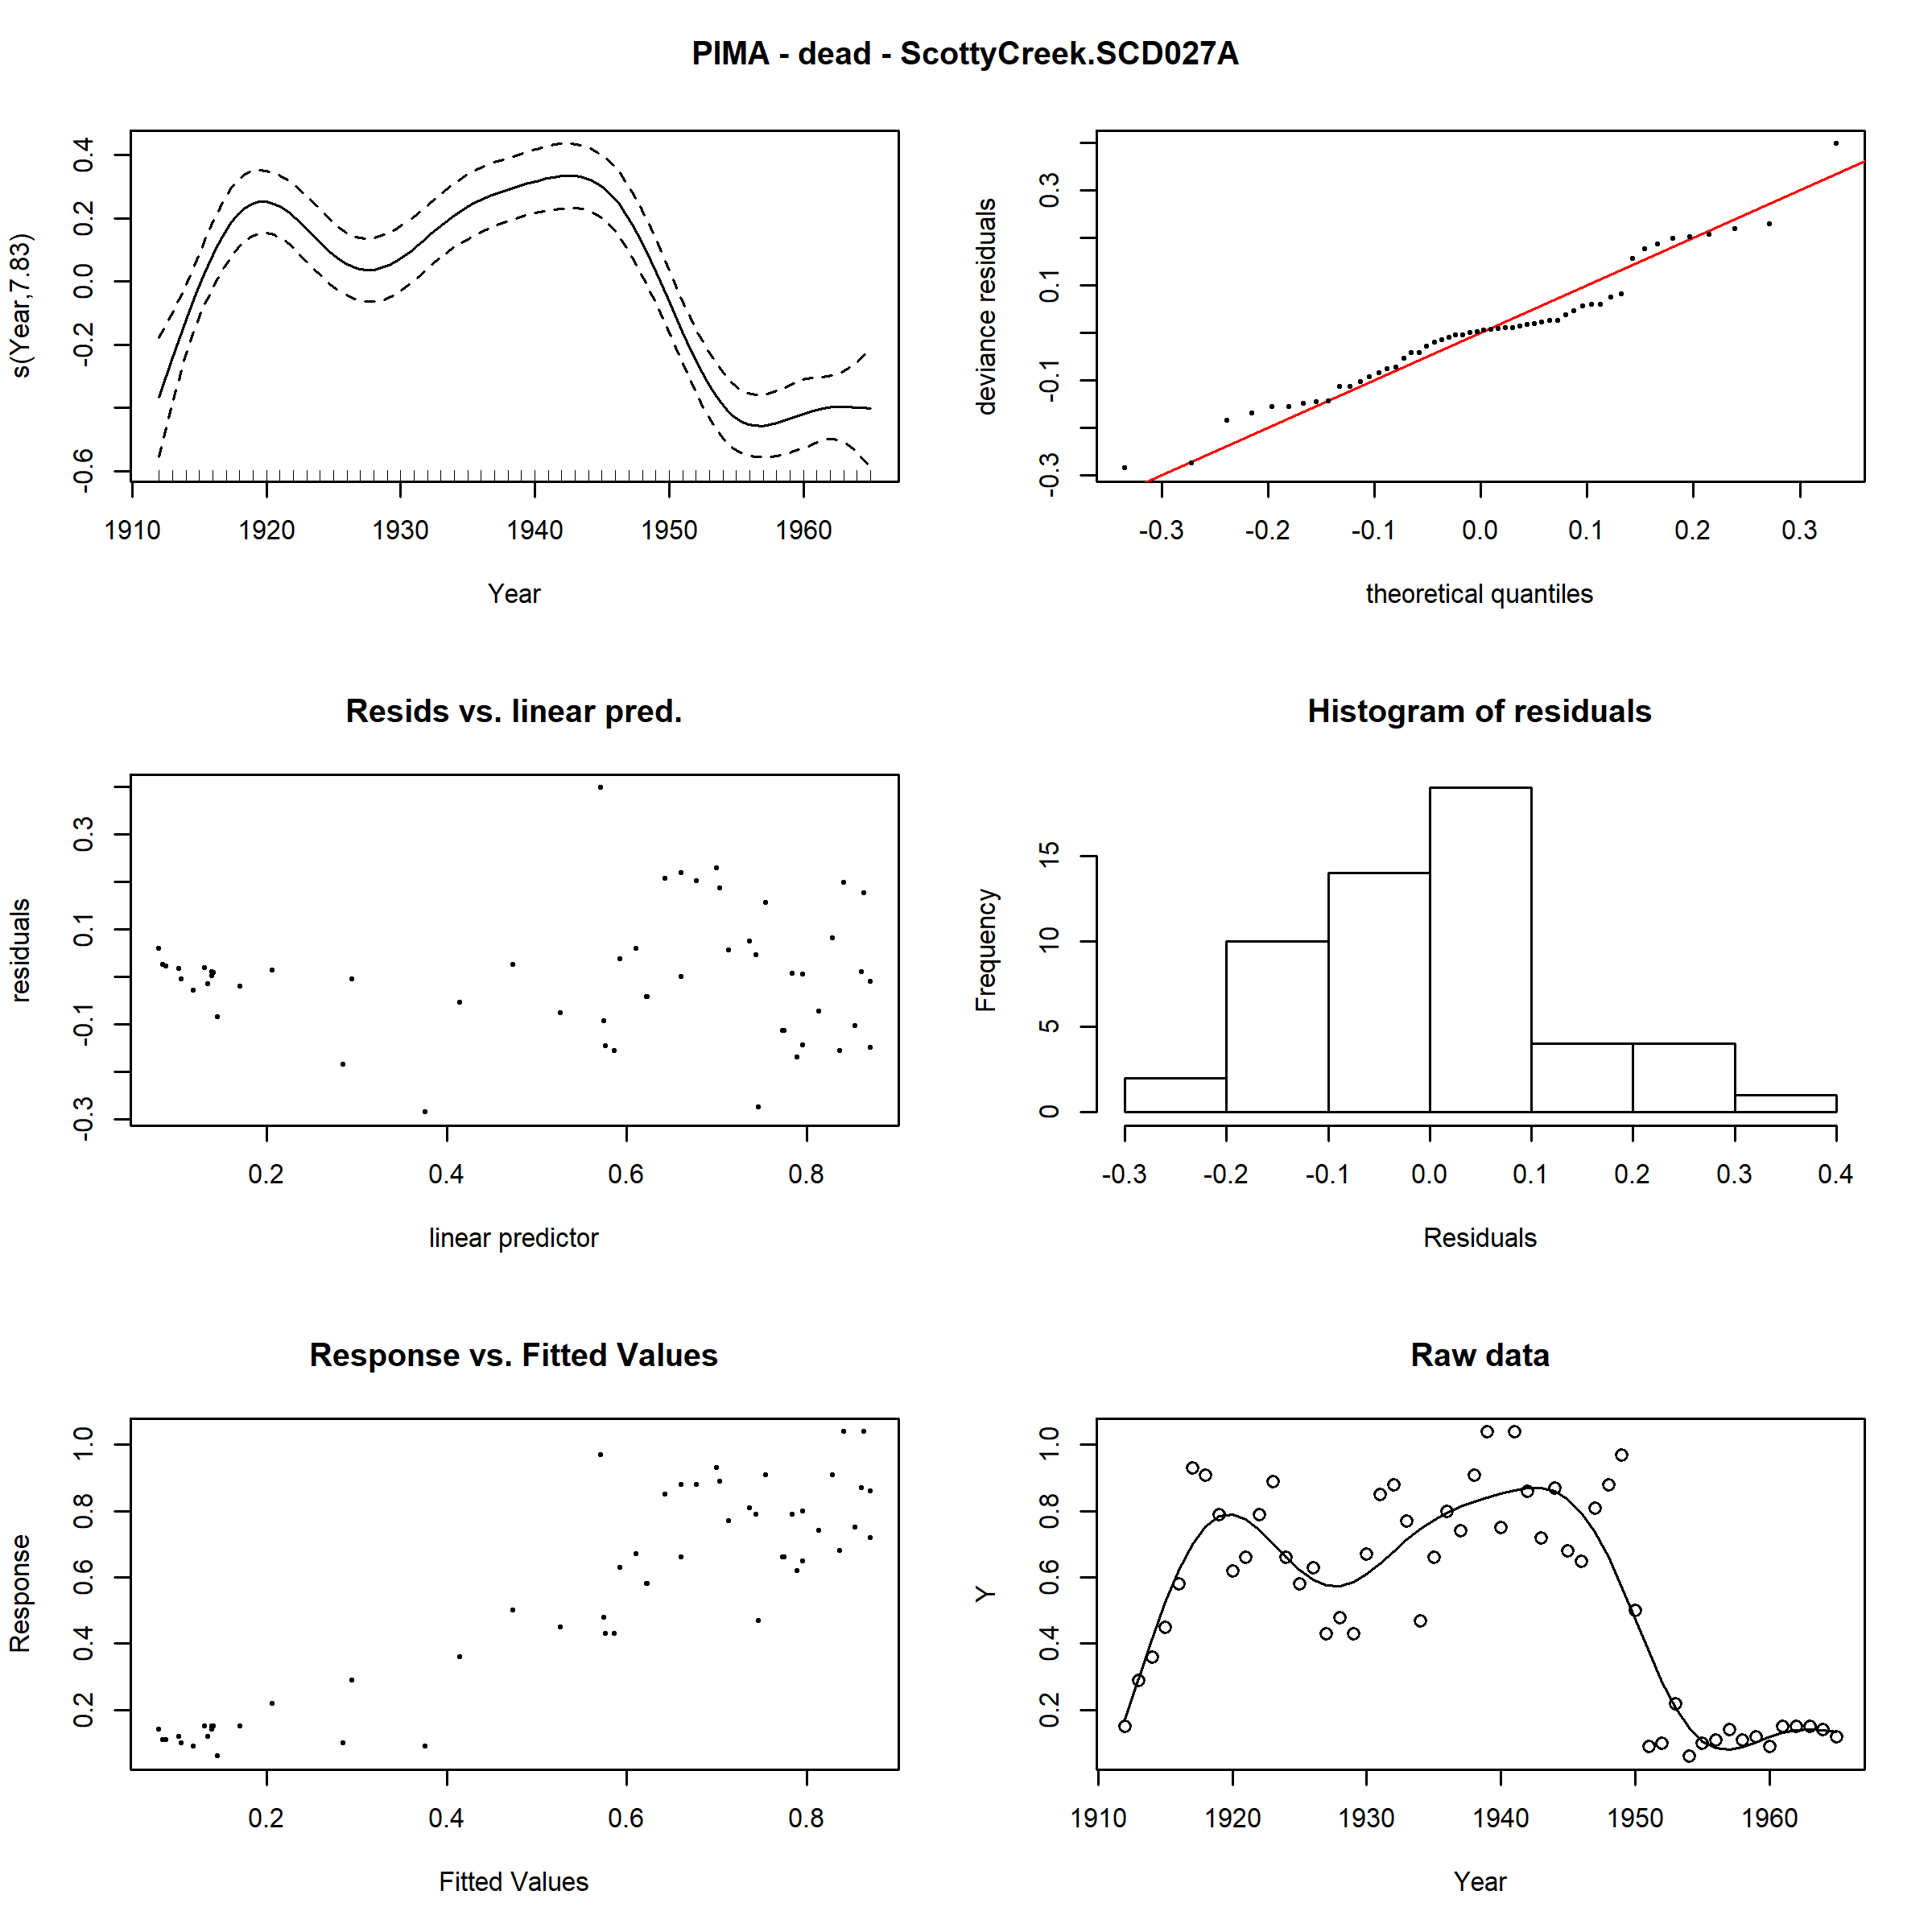 PIMA - dead - ScottyCreek.SCD027A
s(Year,7.83)
0.4
0.2
0.0
-0.2
-0.6
1910 1920 1930 1940 1950 1960
Year
deviance residuals
0.3
0.1
-0.1
-0.3
-0.3 -0.2 -0.1 0.0 0.1 0.2 0.3
theoretical quantiles
Resids vs. linear pred.
residuals
0.3
0.1
-0.1
-0.3
0.2 0.4 0.6 0.8
linear predictor
Histogram of residuals
Frequency
15
10
5
0
-0.3 -0.2 -0.1 0.0 0.1 0.2 0.3 0.4
Residuals
Response vs. Fitted Values
Response
1.0
0.8
0.6
0.4
0.2
0.2 0.4 0.6 0.8
Fitted Values
Raw data
Y
1.0
0.8
0.6
0.4
0.2
1910 1920 1930 1940 1950 1960
Year